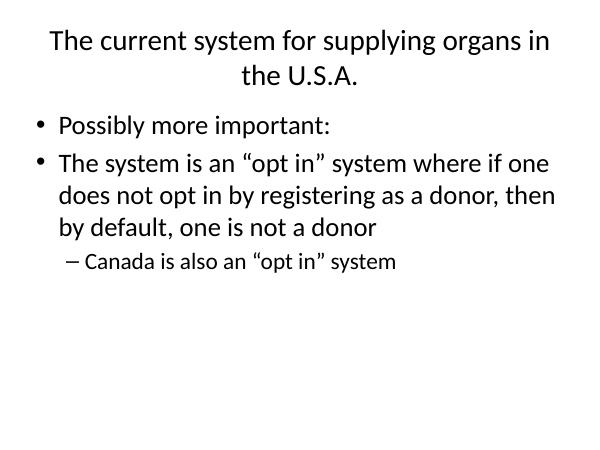 The current system for supplying organs in
the U.S.A.
• Possibly more important:
• The system is an “opt in” system where if one
does not opt in by registering as a donor, then
by default, one is not a donor
– Canada is also an “opt in” system